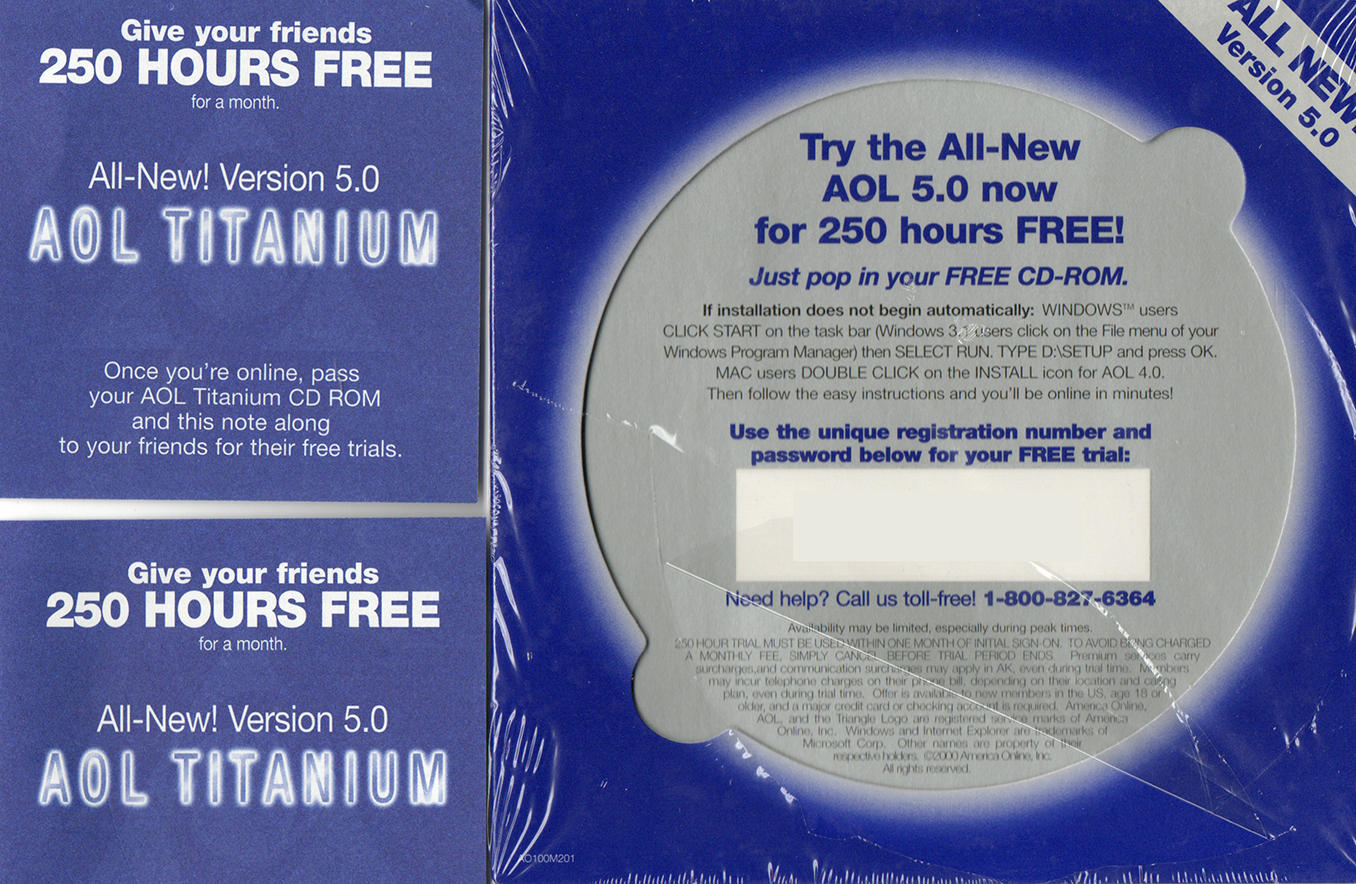 Give your friends
250 HOURS FREE
for a month.
All-New! Version 5.0
AOL TITANIUM
Once you're online, pass
your AOL Titanium CD ROM
and this note along
to your friends for their free trials.
Give your friends
250 HOURS FREE
for a month.
All-New! Version 5.0
AOL TITANIUM
ALL NEW!
Version 5.0
Try the All-New
AOL 5.0 now
for 250 hours FREE!
Just pop in your FREE CD-ROM.
If installation does not begin automatically: WINDOWS™ users
CLICK START on the task bar (Windows 3.1 users click on the File menu of your
Windows Program Manager) then SELECT RUN. TYPE D:\SETUP and press OK.
MAC users DOUBLE CLICK on the INSTALL icon for AOL 4.0.
Then follow the easy instructions and you'll be online in minutes!
Use the unique registration number and
password below for your FREE trial:
Need help? Call us toll-free! 1-800-827-6364
Availability may be limited, especially during peak times.
250 HOUR TRIAL MUST BE USED WITHIN ONE MONTH OF INITIAL SIGN-ON. TO AVOID BEING CHARGED
A MONTHLY FEE, SIMPLY CANCEL BEFORE TRIAL PERIOD ENDS. Premium services carry
surcharges,and communication surcharges may apply in AK, even during trial time. Members
may incur telephone charges on their phone bill, depending on their location and calling
plan, even during trial time. Offer is available to new members in the US, age 18 or
older, and a major credit card or checking account is required. America Online,
AOL, and the Triangle Logo are registered service marks of America
Online, Inc. Windows and Internet Explorer are trademarks of
Microsoft Corp. Other names are property of their
respective holders. ©2000 America Online, Inc.
All rights reserved.
AO100M201